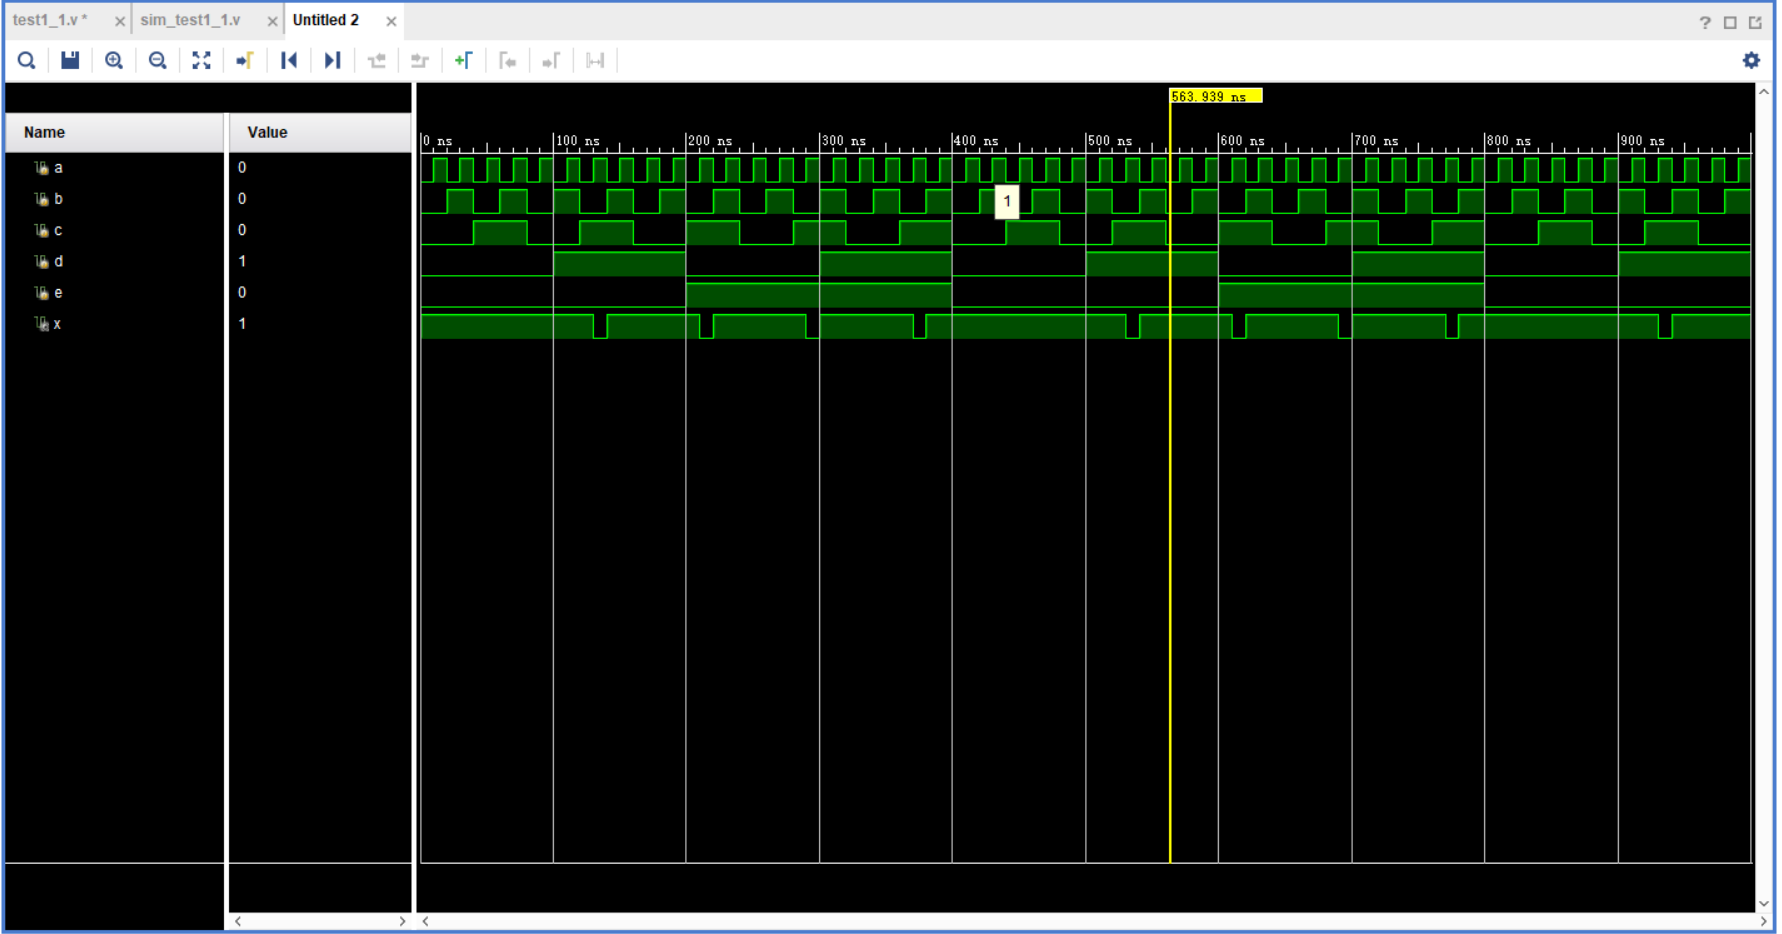 test1_1.v * × sim_test1_1.v × Untitled 2 ×
?
563.939 ns
Name Value
0 ns 100 ns 200 ns 300 ns 400 ns 500 ns 600 ns 700 ns 800 ns 900 ns
a 0
b 0
1
c 0
d 1
e 0
x 1